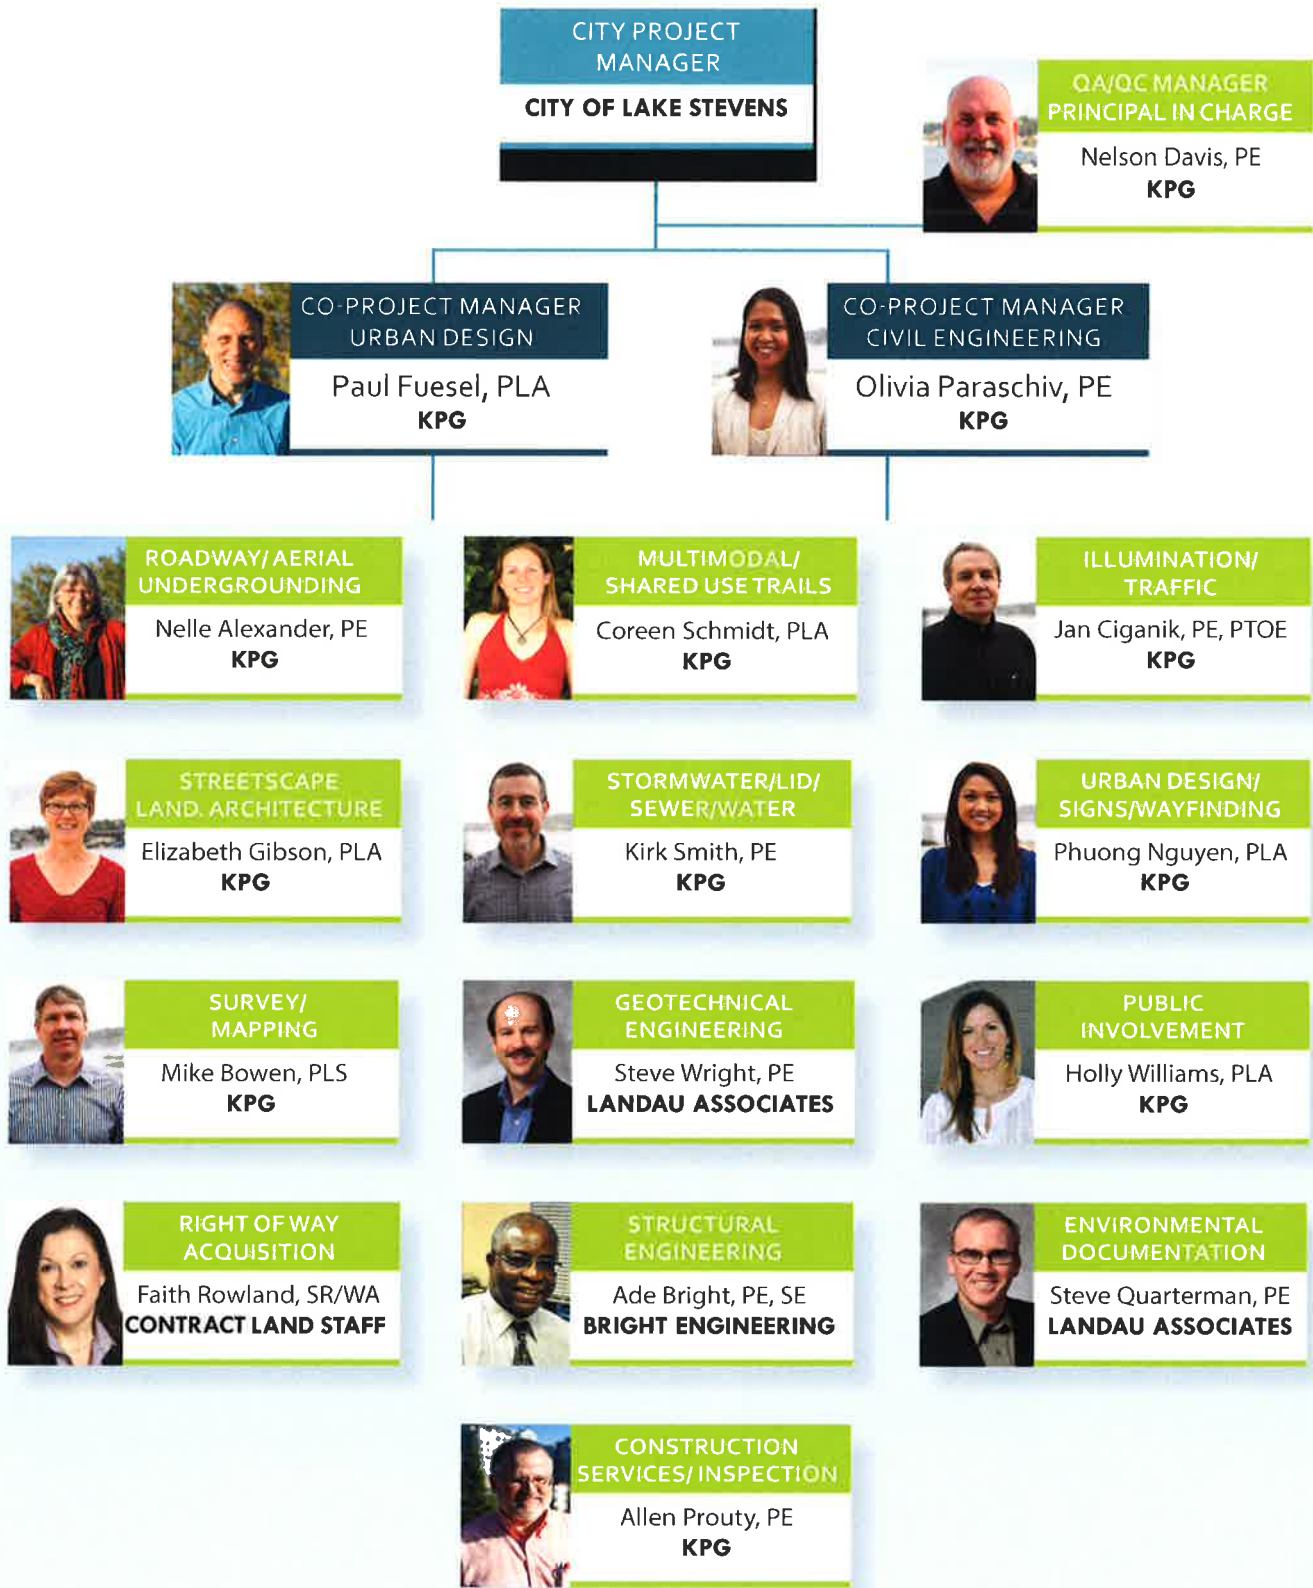 CITY PROJECT
MANAGER
CITY OF LAKE STEVENS
QA/QC MANAGER
PRINCIPAL IN CHARGE
Nelson Davis, PE
KPG
CO-PROJECT MANAGER
URBAN DESIGN
Paul Fuesel, PLA
KPG
CO-PROJECT MANAGER
CIVIL ENGINEERING
Olivia Paraschiv, PE
KPG
ROADWAY/ AERIAL
UNDERGROUNDING
Nelle Alexander, PE
KPG
MULTIMODAL/
SHARED USE TRAILS
Coreen Schmidt, PLA
KPG
ILLUMINATION/
TRAFFIC
Jan Ciganik, PE, PTOE
KPG
STREETSCAPE
LAND. ARCHITECTURE
Elizabeth Gibson, PLA
KPG
STORMWATER/LID/
SEWER/WATER
Kirk Smith, PE
KPG
URBAN DESIGN/
SIGNS/WAYFINDING
Phuong Nguyen, PLA
KPG
SURVEY/
MAPPING
Mike Bowen, PLS
KPG
GEOTECHNICAL
ENGINEERING
Steve Wright, PE
LANDAU ASSOCIATES
PUBLIC
INVOLVEMENT
Holly Williams, PLA
KPG
RIGHT OF WAY
ACQUISITION
Faith Rowland, SR/WA
CONTRACT LAND STAFF
STRUCTURAL
ENGINEERING
Ade Bright, PE, SE
BRIGHT ENGINEERING
ENVIRONMENTAL
DOCUMENTATION
Steve Quarterman, PE
LANDAU ASSOCIATES
CONSTRUCTION
SERVICES/ INSPECTION
Allen Prouty, PE
KPG